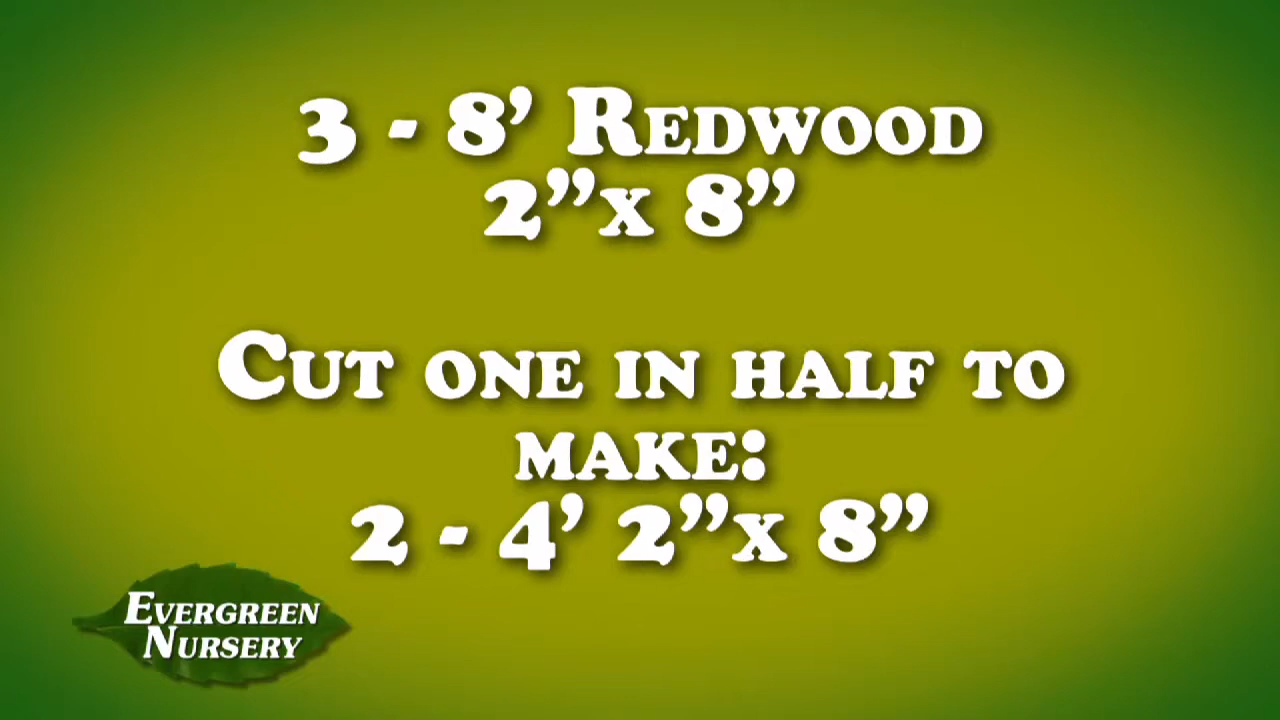 3 - 8’ Redwood
2”x 8”
Cut one in half to
make:
2 - 4’ 2”x 8”
Evergreen
Nursery